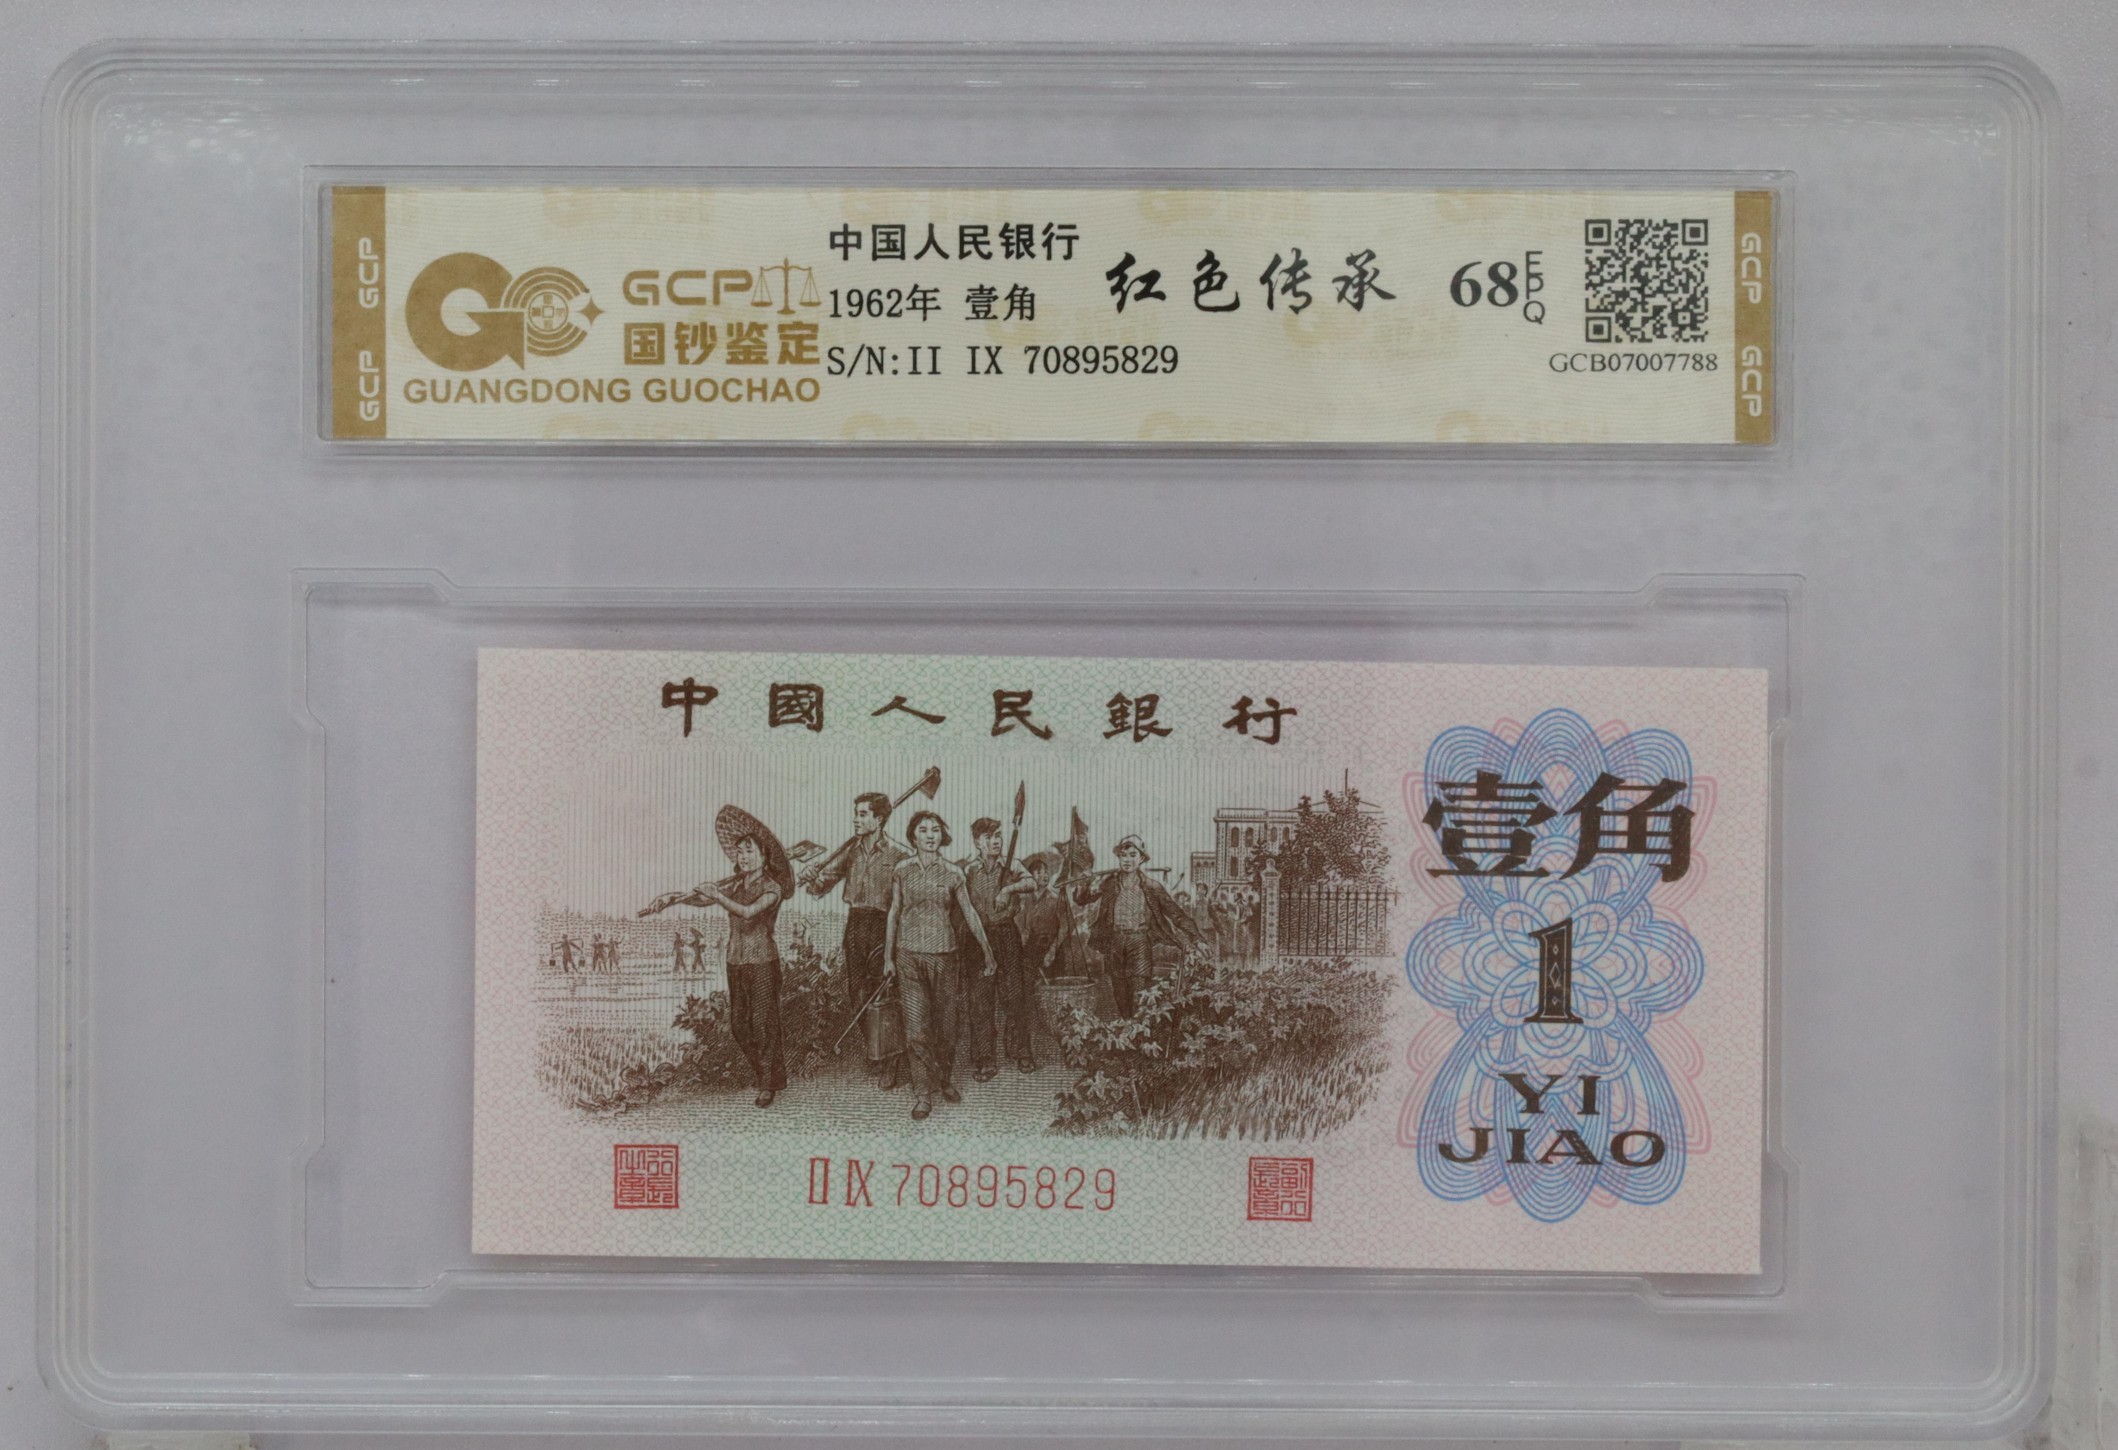 GCP
GCP
GCP
国钞鉴定
GUANGDONG GUOCHAO
中国人民银行
1962年 壹角
S/N:II IX 70895829
红色传承
68
EPQ
GCB07007788
GCP
GCP
中國人民銀行
壹角
1
YI
JIAO
II IX 70895829